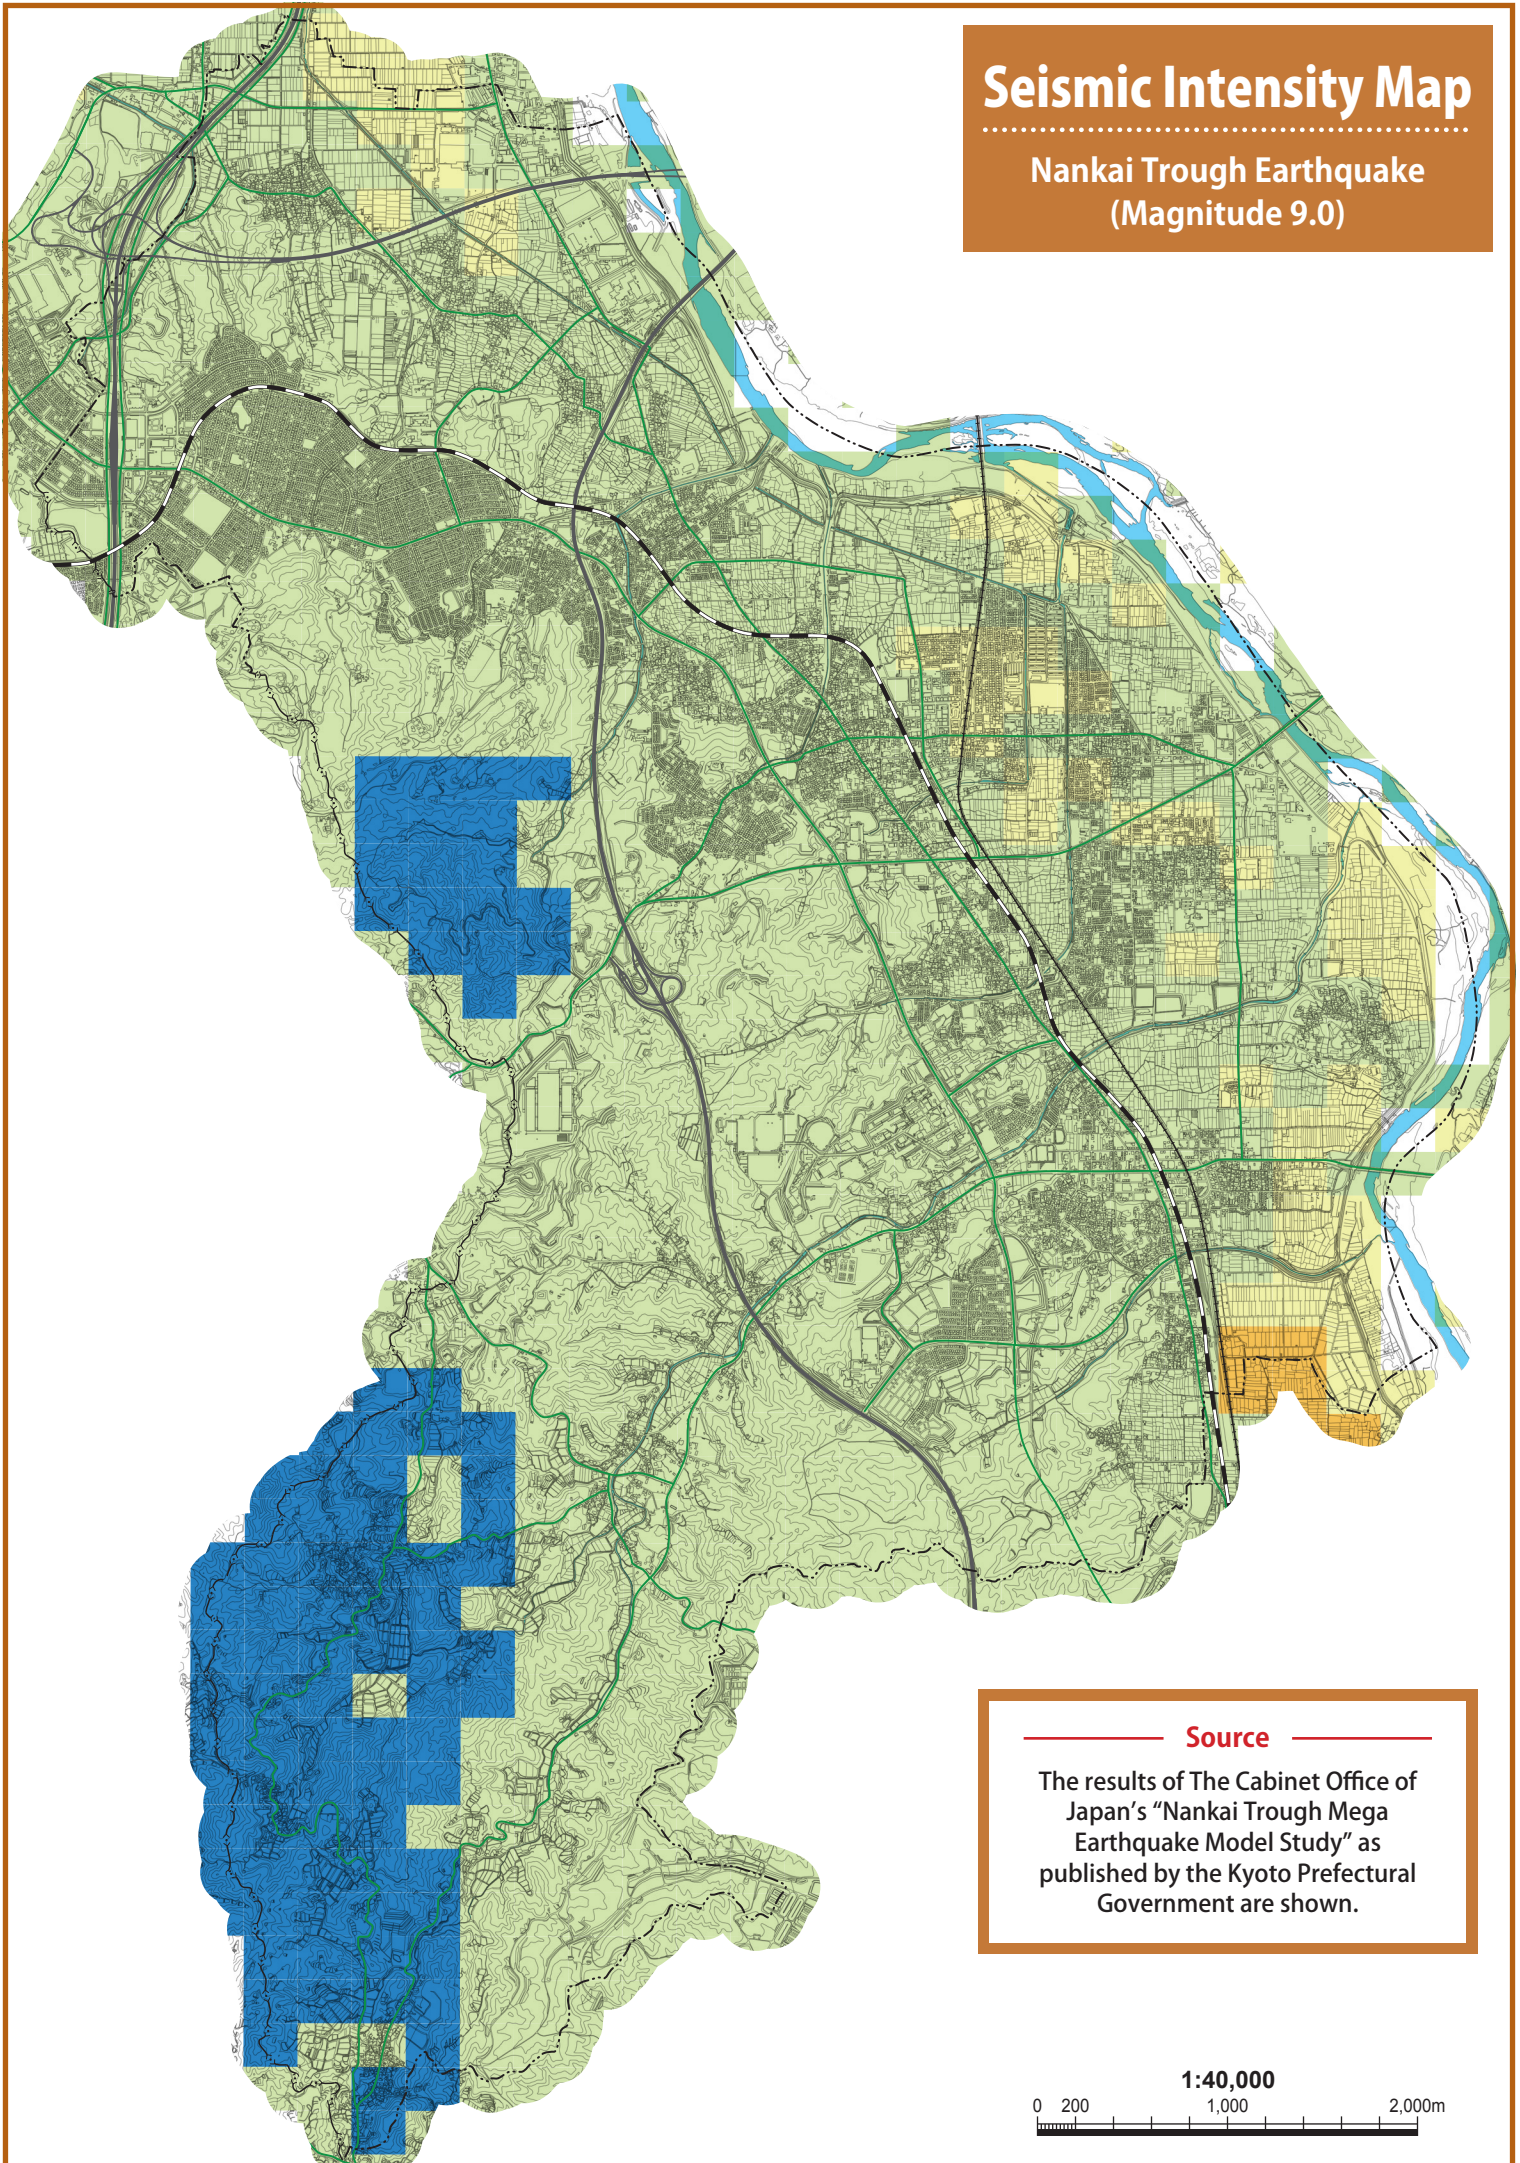 Seismic Intensity Map
Nankai Trough Earthquake
(Magnitude 9.0)
Source
The results of The Cabinet Office of
Japan's “Nankai Trough Mega
Earthquake Model Study” as
published by the Kyoto Prefectural
Government are shown.
1:40,000
0 200 1,000 2,000m